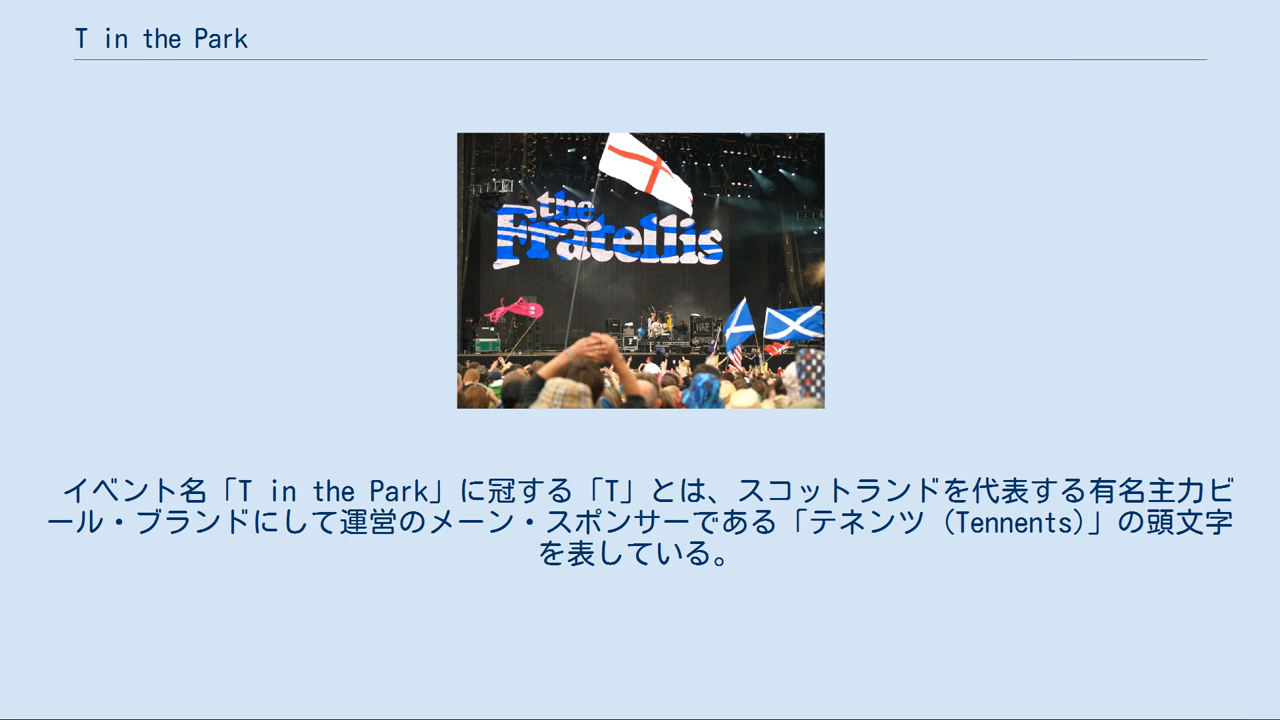 T in the Park
the
Fratellis
NAE
イベント名「T in the Park」に冠する「T」とは、スコットランドを代表する有名主力ビ
ール・ブランドにして運営のメーン・スポンサーである「テネンツ (Tennents)」の頭文字
を表している。